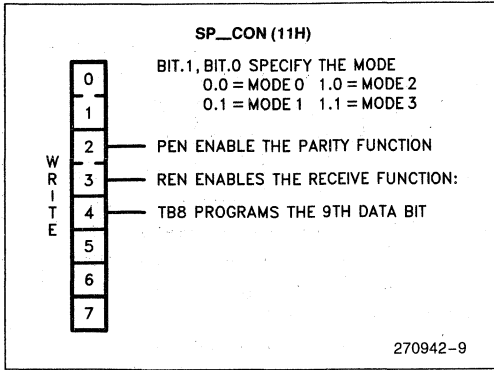 SP__CON (11H)
BIT.1, BIT.0 SPECIFY THE MODE
0.0 = MODE 0 1.0 = MODE 2
0.1 = MODE 1 1.1 = MODE 3
0
1
2 PEN ENABLE THE PARITY FUNCTION
3 REN ENABLES THE RECEIVE FUNCTION:
4 TB8 PROGRAMS THE 9TH DATA BIT
5
6
7
WRITE
270942-9